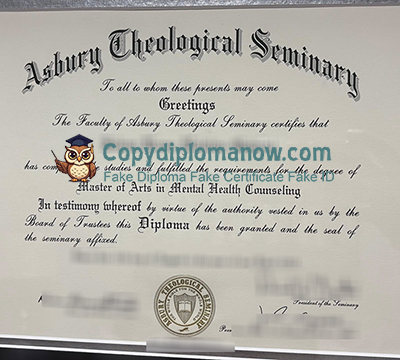 Asbury Theological Seminary
To all to whom these presents may come
Greetings
The Faculty of Asbury Theological Seminary certifies that
Copydiplomanow.com
has studies and fulfilled the requirements for the degree of
Fake Diploma Fake Certificate Fake ID
Master of Arts in Mental Health Counseling
In testimony whereof by virtue of the authority vested in us by the
Board of Trustees this Diploma has been granted and the seal of
the seminary affixed.
President of the Seminary
ASBURY THEOLOGICAL SEMINARY